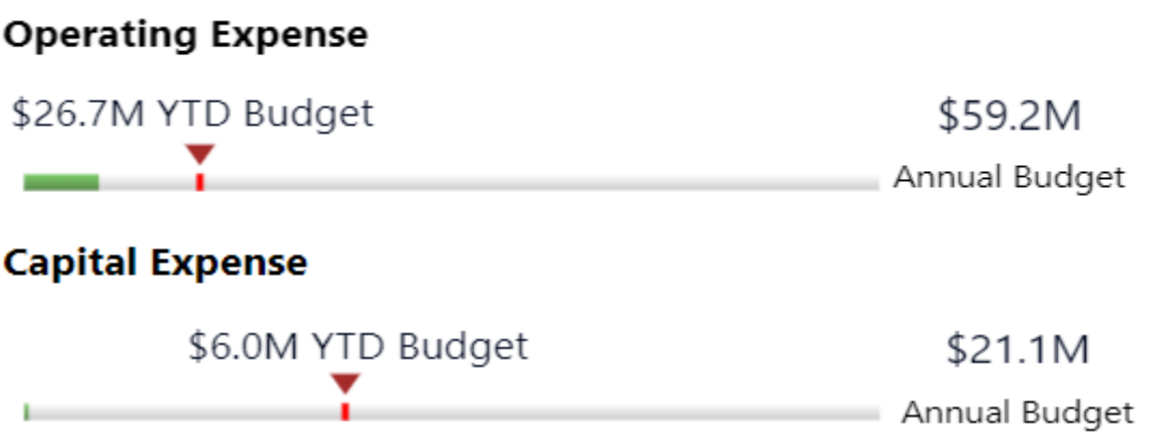 Operating Expense
$26.7M YTD Budget
$59.2M
Annual Budget
Capital Expense
$6.0M YTD Budget
$21.1M
Annual Budget